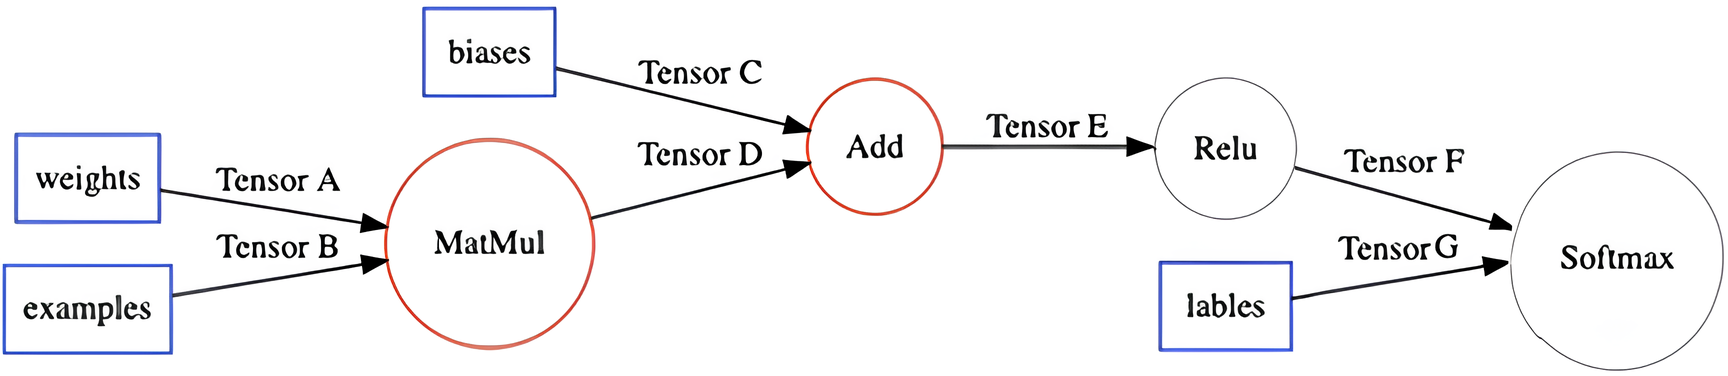 biases
Tensor C
Add
Tensor E
Relu
Tensor D
Tensor F
weights
Tensor A
MatMul
Tensor B
examples
Tensor G
lables
Softmax